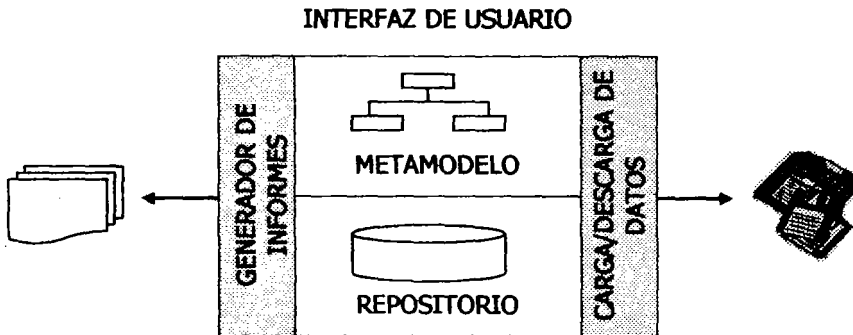 INTERFAZ DE USUARIO
GENERADOR DE
INFORMES
METAMODELO
REPOSITORIO
CARGA/DESCARGA DE
DATOS